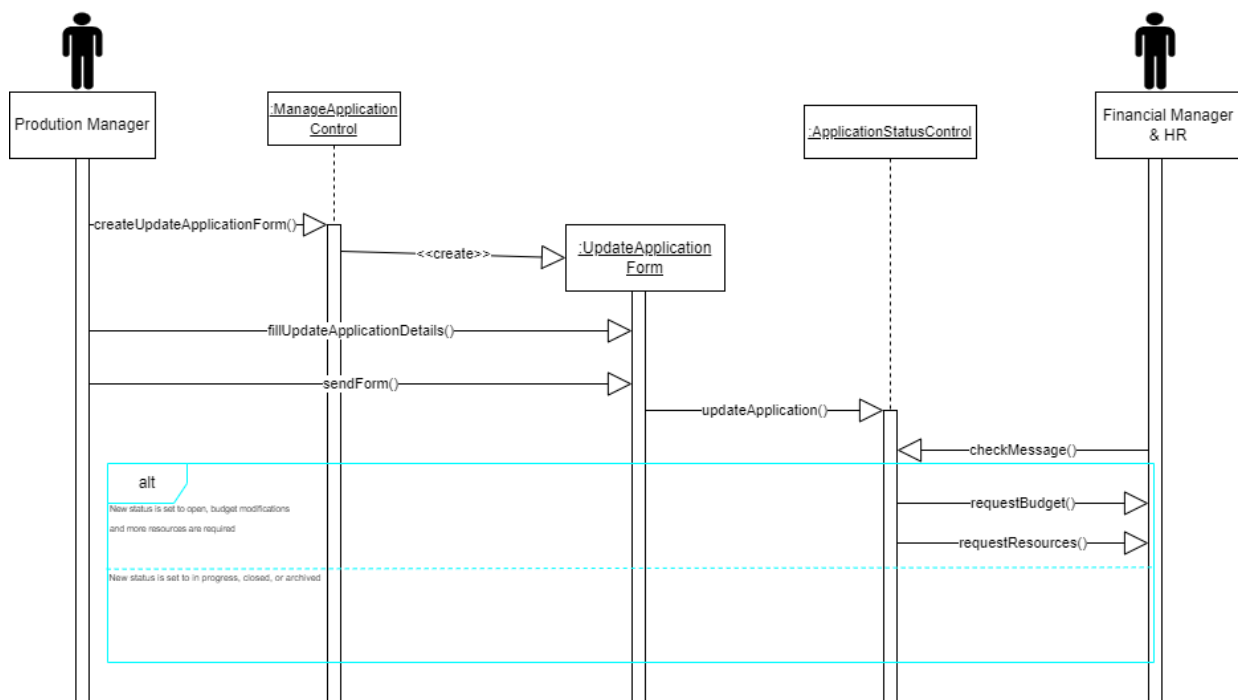 Prodution Manager
:ManageApplication
Control
:ApplicationStatusControl
Financial Manager
& HR
createUpdateApplicationForm()
<<create>>
:UpdateApplication
Form
fillUpdateApplicationDetails()
sendForm()
updateApplication()
checkMessage()
alt
New status is set to open, budget modifications
and more resources are required
requestBudget()
requestResources()
New status is set to in progress, closed, or archived